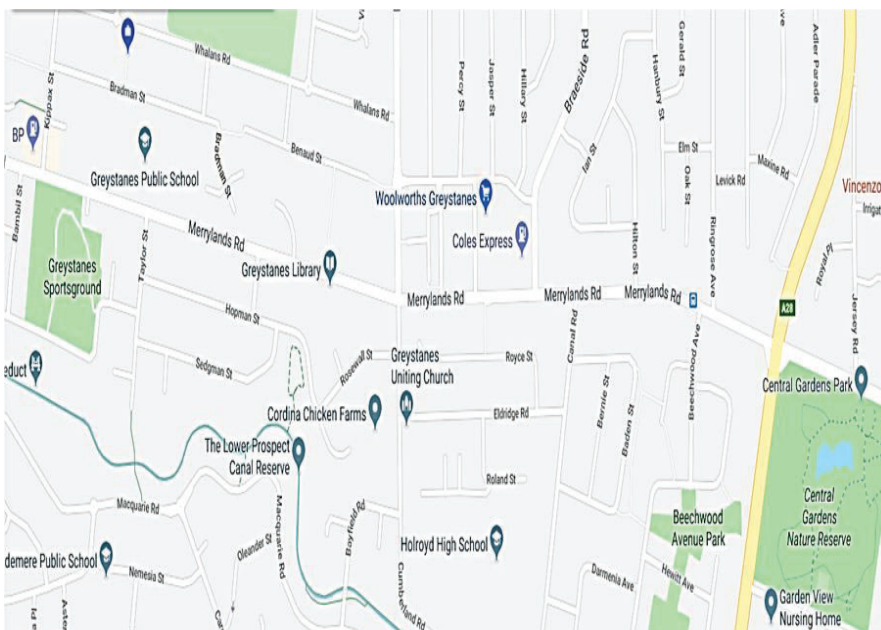 Whalans Rd
Adler Parade
Ave
Gerald St
Braeside Rd
Hillary St
Jasper St
Percy St
Hanbury St
Kippax St
Bradman St
Whalans Rd
BP
Bradman St
Benaud St
Ian St
Elm St
Maxine Rd
Greystanes Public School
Oak St
Levick Rd
Vincenzo
Bambil St
Woolworths Greystanes
Merrylands Rd
Coles Express
Hilton St
Ringrose Ave
Royal Pl
Taylor St
Greystanes
Sportsground
Greystanes Library
Merrylands Rd
Merrylands Rd
Merrylands Rd
Jersey Rd
A28
Hopman St
Canal Rd
Beechwood Ave
Rosewall St
Greystanes
Uniting Church
Royce St
Sedgman St
educt
Central Gardens Park
Bernie St
Baden St
Cordina Chicken Farms
Eldridge Rd
The Lower Prospect
Canal Reserve
Roland St
Macquarie Rd
Macquarie Rd
Bayfield
Central
Gardens
Nature Reserve
Beechwood
Avenue Park
Oleander St
Holroyd High School
demere Public School
Nemesia St
Darmenia Ave
Hewitt Ave
Cumberland Rd
Garden View
Nursing Home